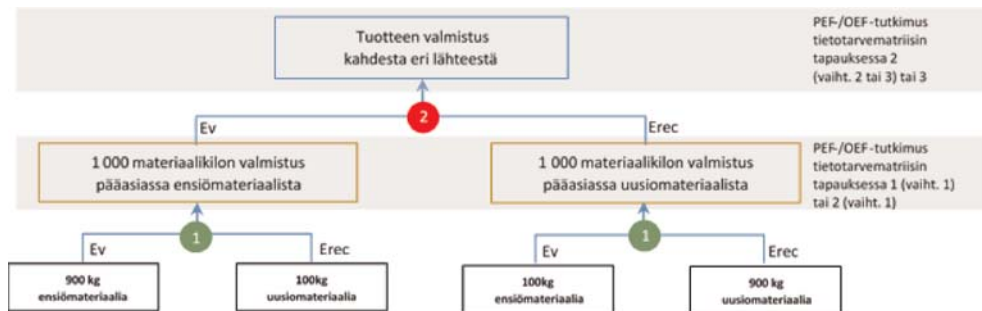 Tuotteen valmistus
kahdesta eri lähteestä
PEF-/OEF-tutkimus
tietotarvematriisin
tapauksessa 2
(vaiht. 2 tai 3) tai 3
2
Ev
Erec
1 000 materiaalikilon valmistus
pääasiassa ensiömateriaalista
1 000 materiaalikilon valmistus
pääasiassa uusiomateriaalista
PEF-/OEF-tutkimus
tietotarvematriisin
tapauksessa 1 (vaiht. 1)
tai 2 (vaiht. 1)
1
Ev
Erec
1
Ev
Erec
900 kg
ensiömateriaalia
100kg
uusiomateriaalia
100kg
ensiömateriaalia
900 kg
uusiomateriaalia